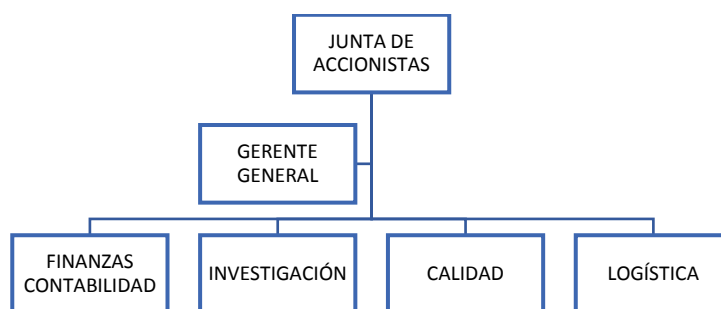 JUNTA DE
ACCIONISTAS
GERENTE
GENERAL
FINANZAS
CONTABILIDAD
INVESTIGACIÓN
CALIDAD
LOGÍSTICA